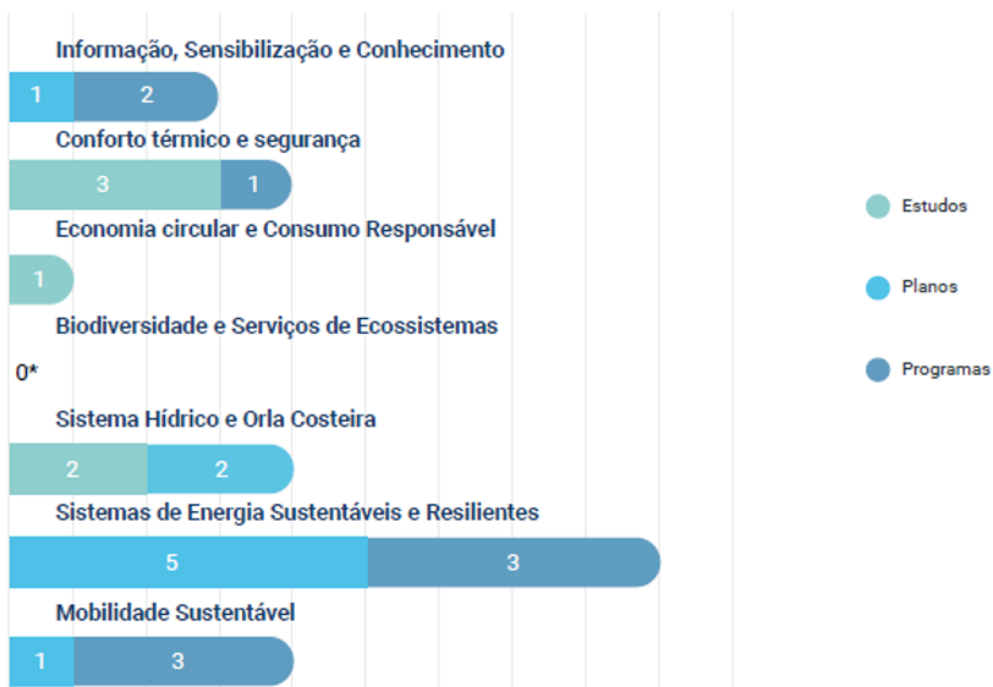 Informação, Sensibilização e Conhecimento
1 2
Conforto térmico e segurança
3 1
Economia circular e Consumo Responsável
1
Biodiversidade e Serviços de Ecossistemas
0*
Sistema Hídrico e Orla Costeira
2 2
Sistemas de Energia Sustentáveis e Resilientes
5 3
Mobilidade Sustentável
1 3
Estudos
Planos
Programas